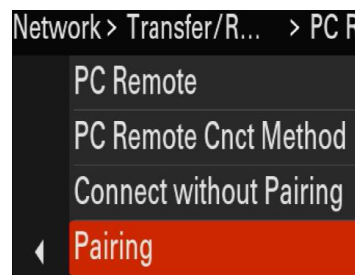 Network > Transfer/R... > PC R
PC Remote
PC Remote Cnct Method
Connect without Pairing
Pairing